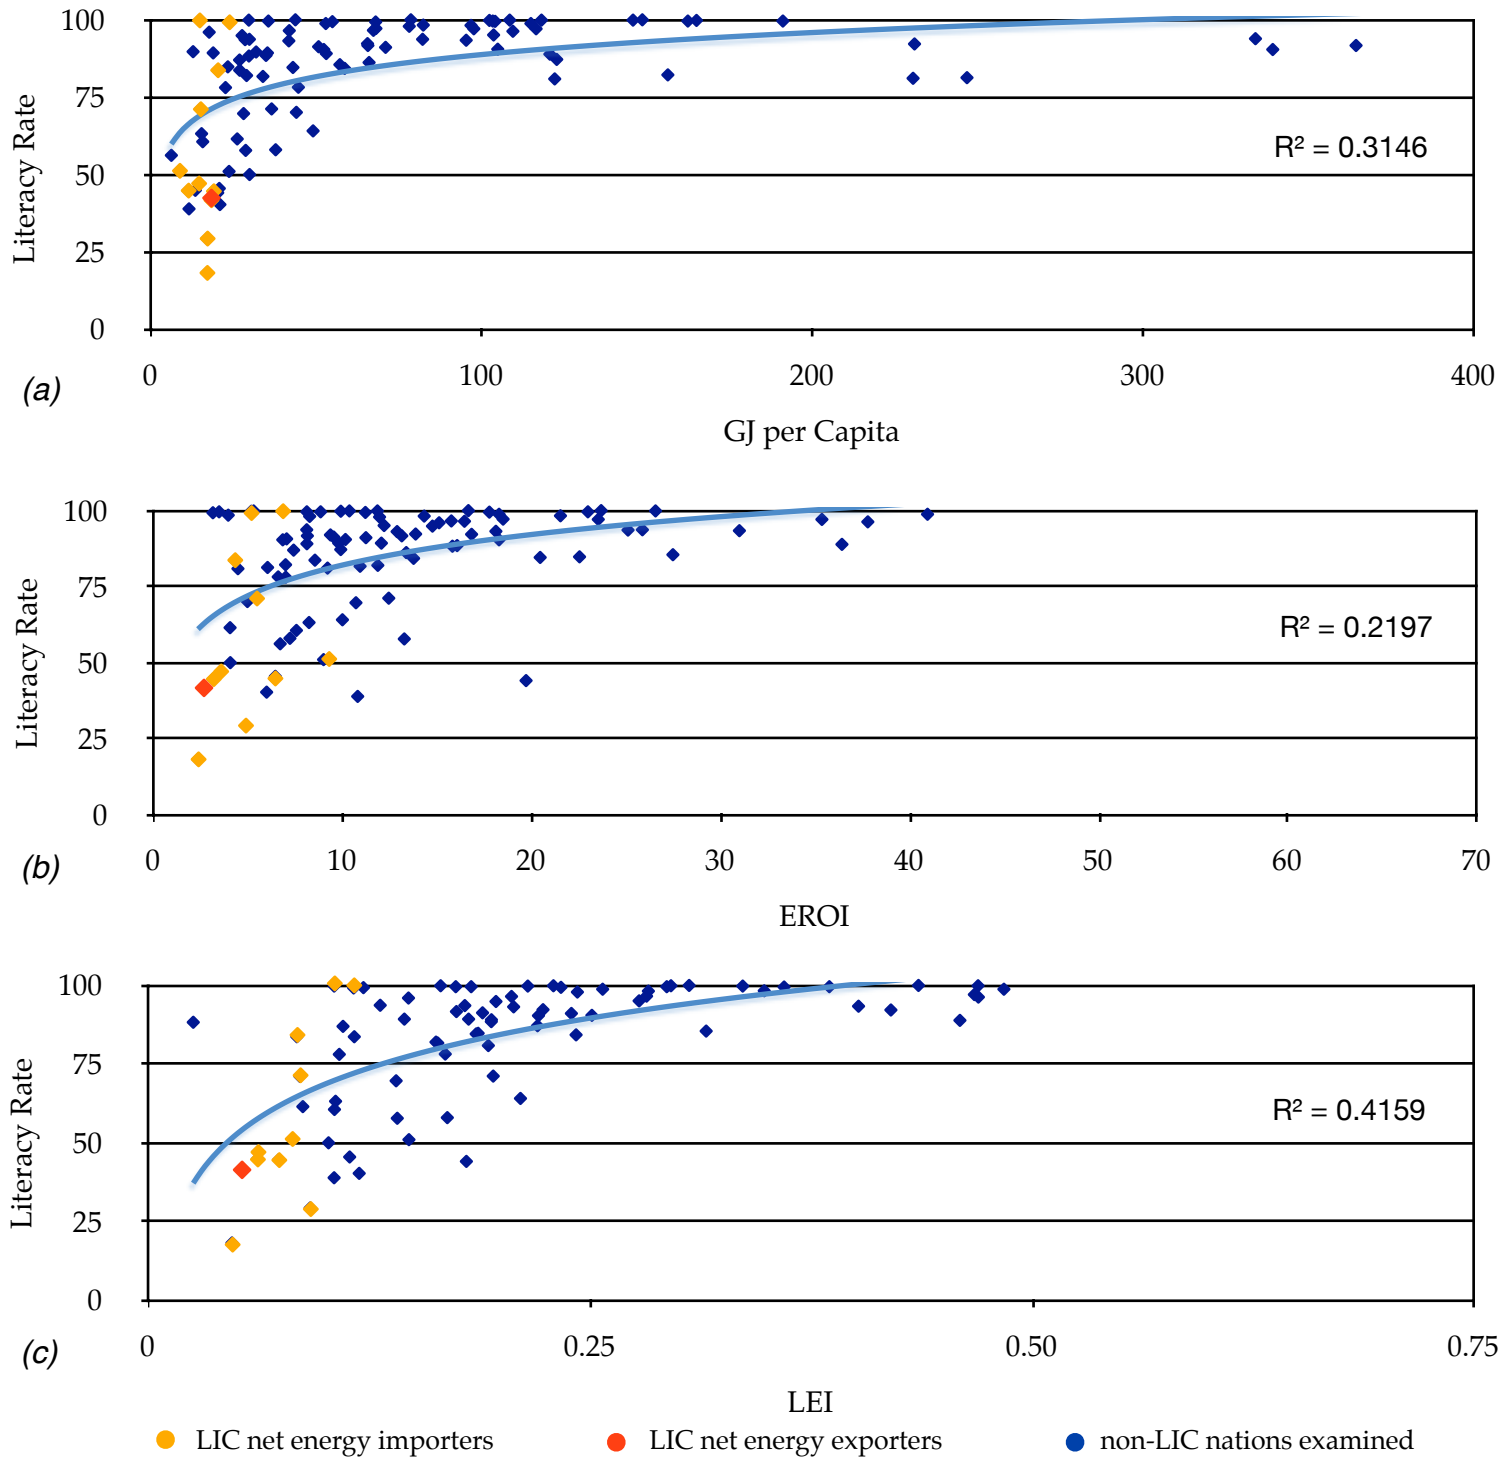 100
75
50
25
0
Literacy Rate
R² = 0.3146
0 100 200 300 400
(a)
GJ per Capita
100
75
50
25
0
Literacy Rate
R² = 0.2197
0 10 20 30 40 50 60 70
(b)
EROI
100
75
50
25
0
Literacy Rate
R² = 0.4159
0 0.25 0.50 0.75
(c)
LEI
LIC net energy importers LIC net energy exporters non-LIC nations examined